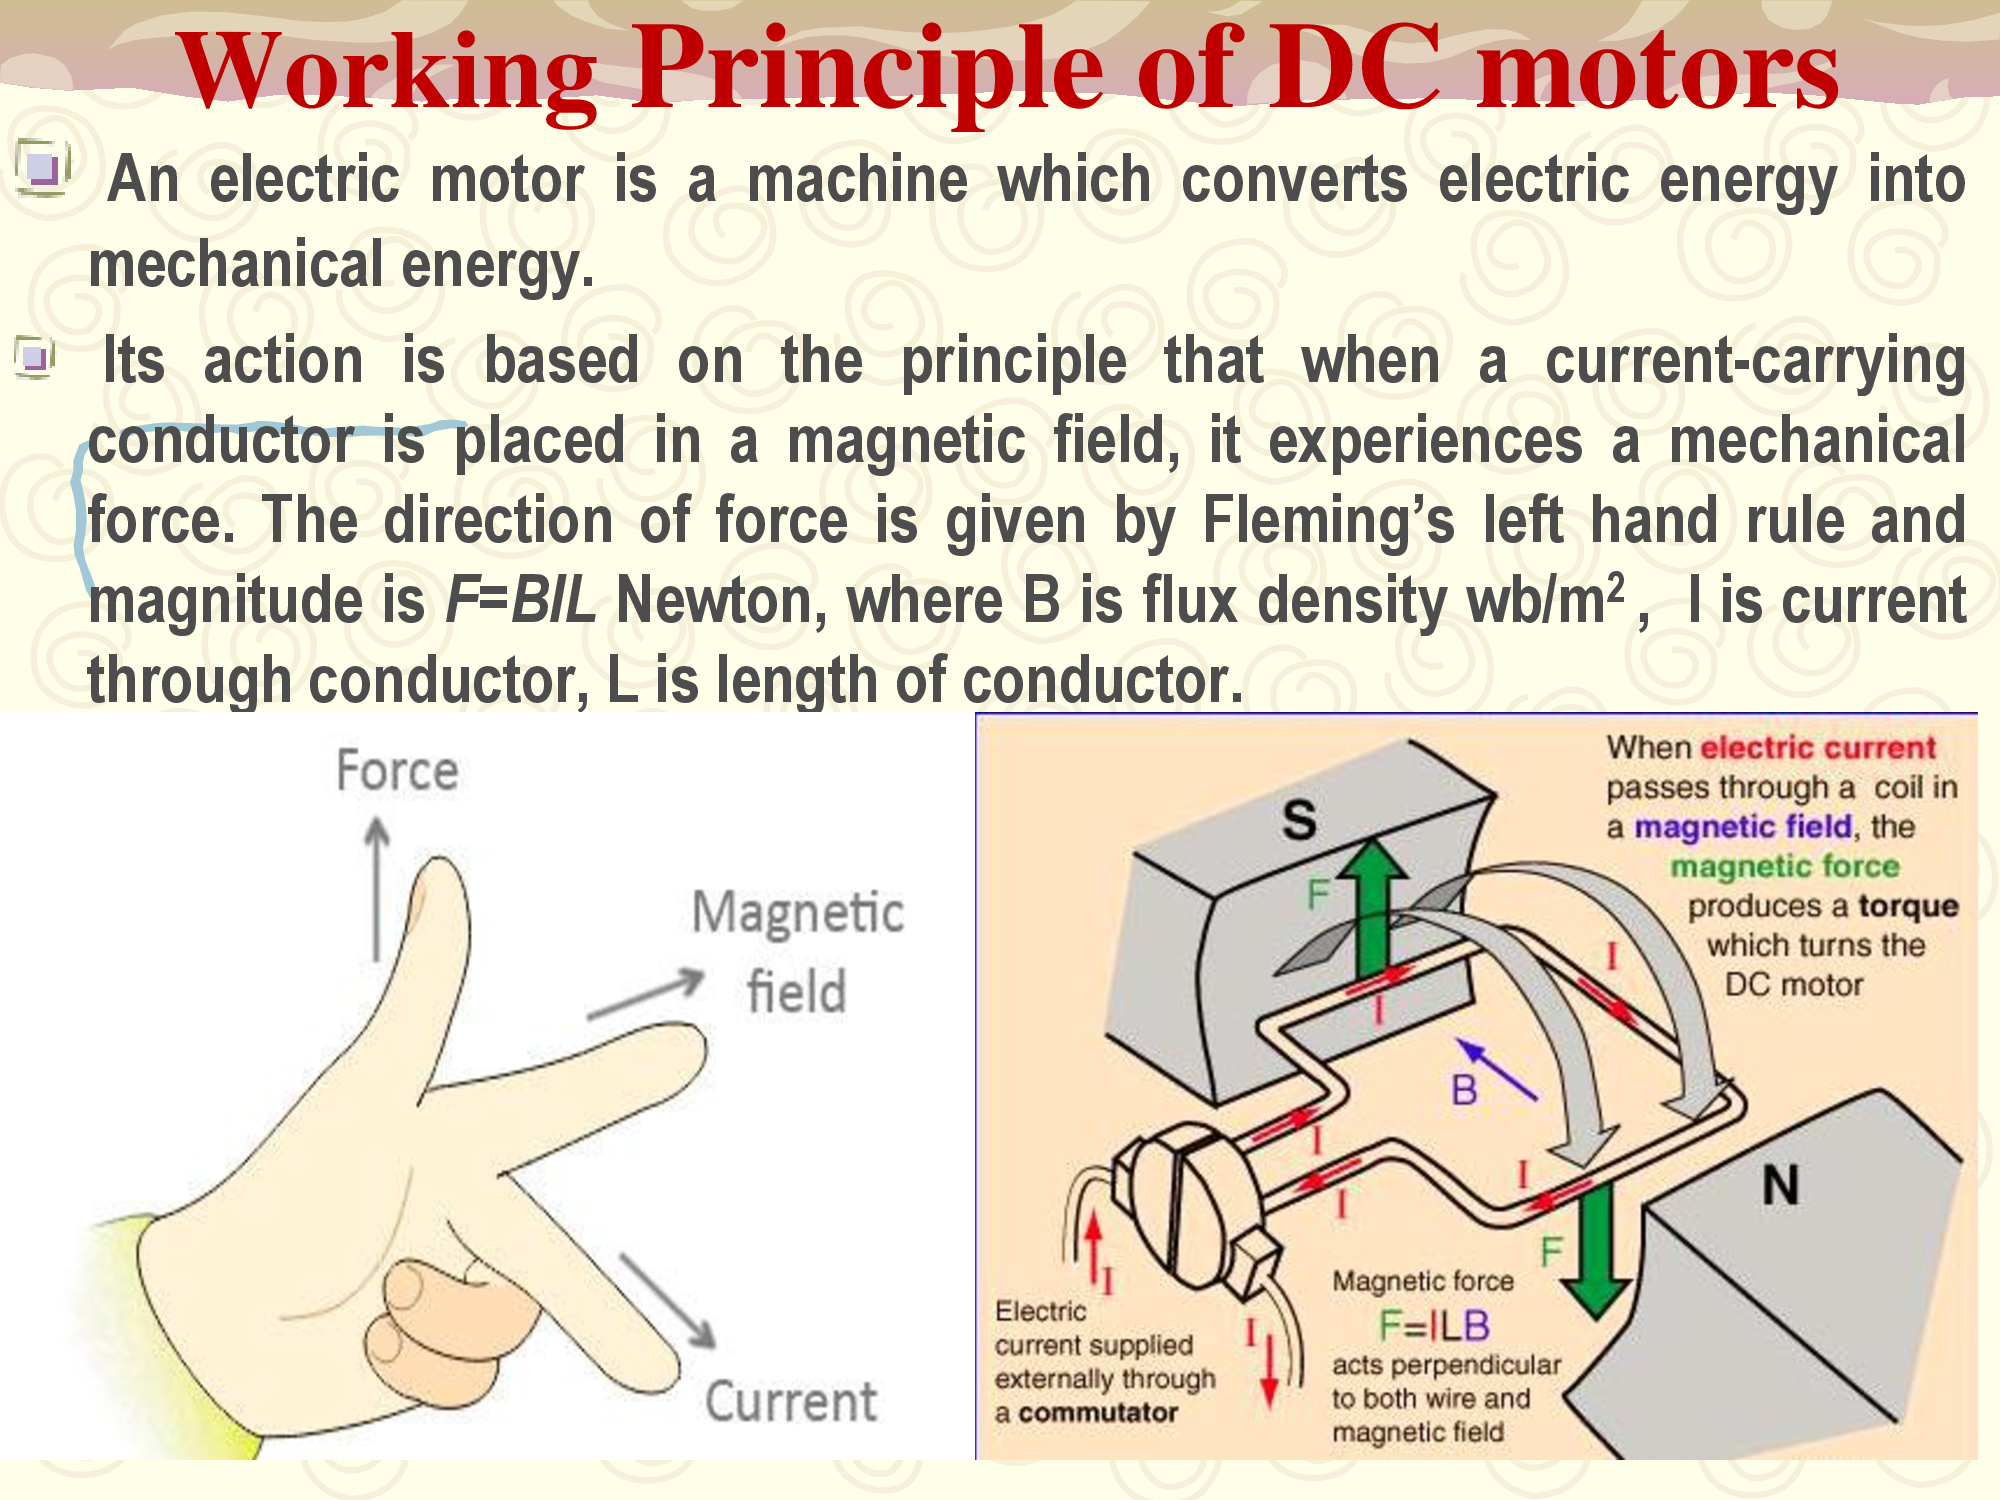 Working Principle of DC motors
An electric motor is a machine which converts electric energy into
mechanical energy.
Its action is based on the principle that when a current-carrying
conductor is placed in a magnetic field, it experiences a mechanical
force. The direction of force is given by Fleming’s left hand rule and
magnitude is F=BIL Newton, where B is flux density wb/m² , I is current
through conductor, L is length of conductor.
Force
Magnetic
field
Current
When electric current
passes through a coil in
a magnetic field, the
magnetic force
produces a torque
which turns the
DC motor
S
F
I
I
B
I
I
I
N
F
I
I
Electric
current supplied
externally through
a commutator
Magnetic force
F=ILB
acts perpendicular
to both wire and
magnetic field